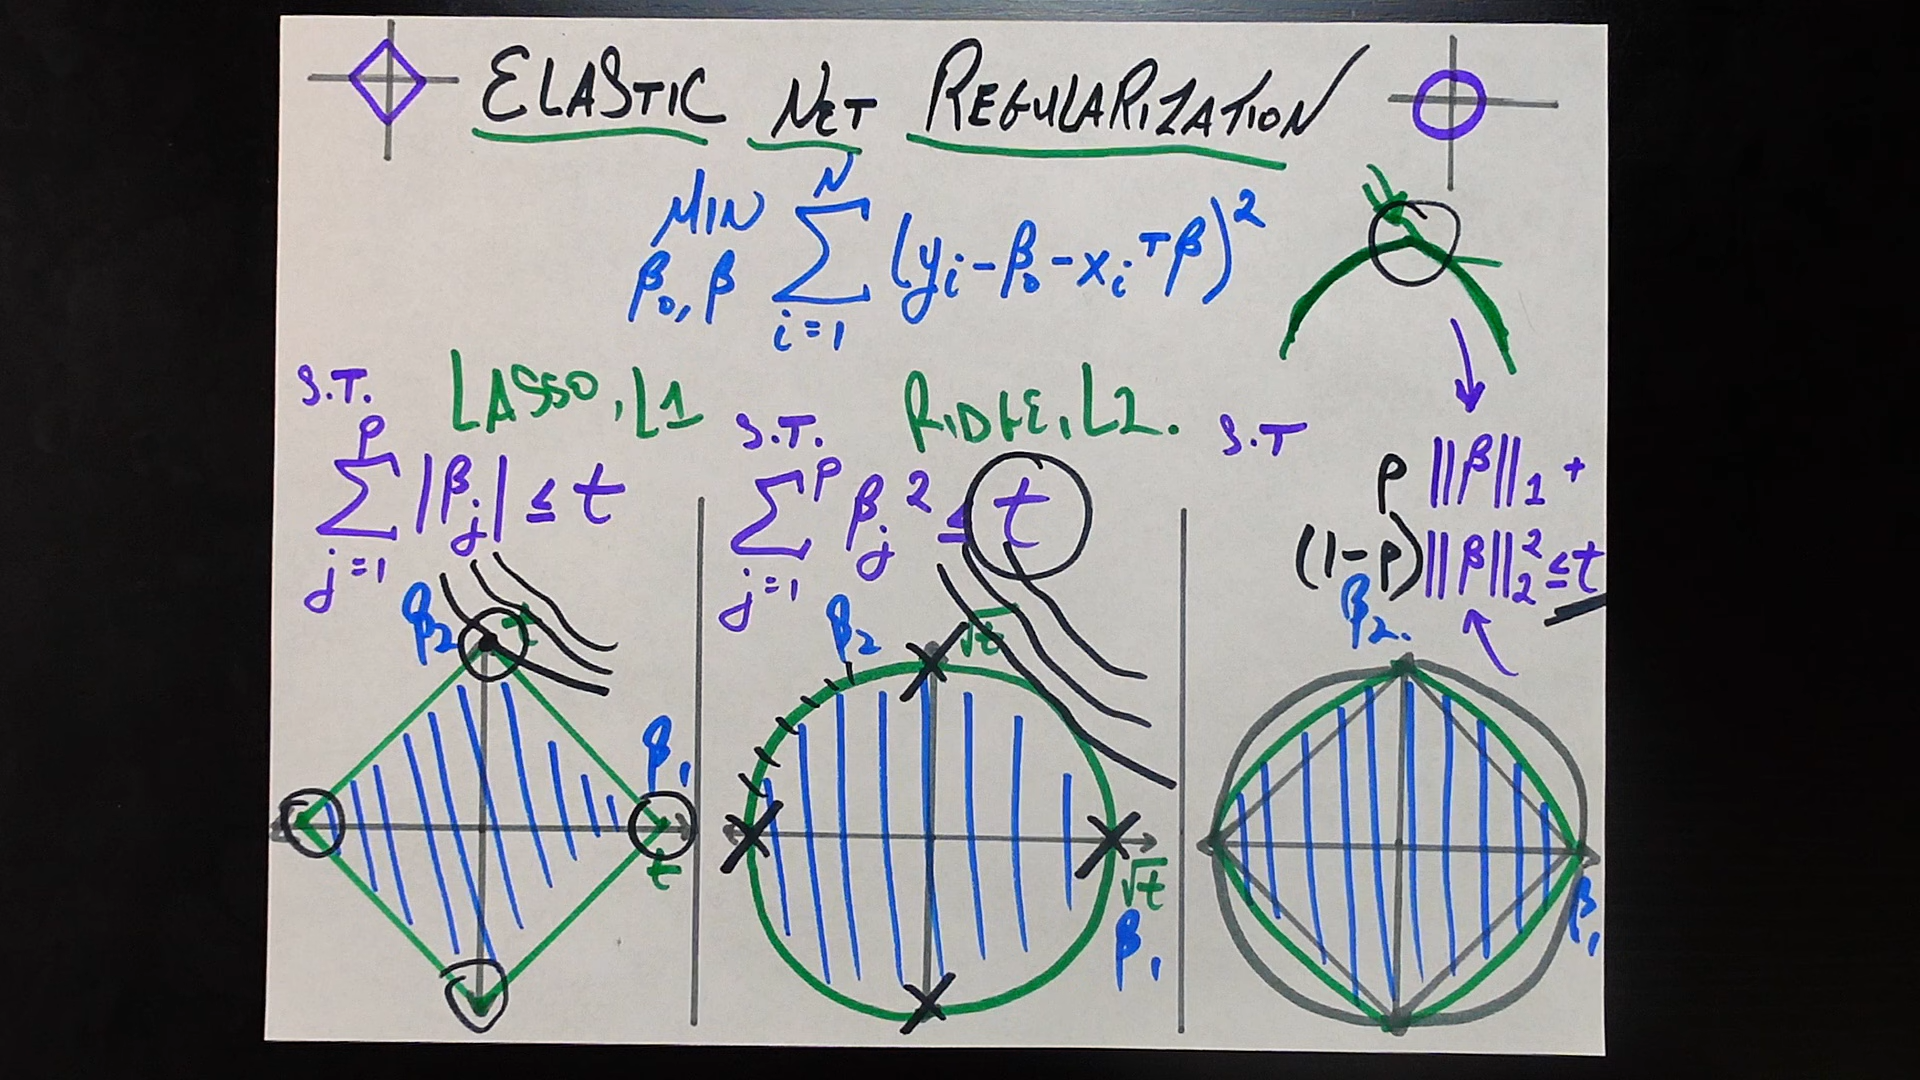 ELASTIC NET REGULARIZATION
MIN
β₀, β
N
∑
i=1
(yi - β₀ - xiᵀβ)²
S.T. LASSO, L1
p
∑ |βj| ≤ t
j=1
β2
t
β1
t
S.T. RIDGE, L2.
∑ᵖ βj² ≤ t
j=1
β2
√t
√t
β1
S.T
ρ ||β||₁ +
(1-ρ) ||β||₂² ≤ t
β2.
β1